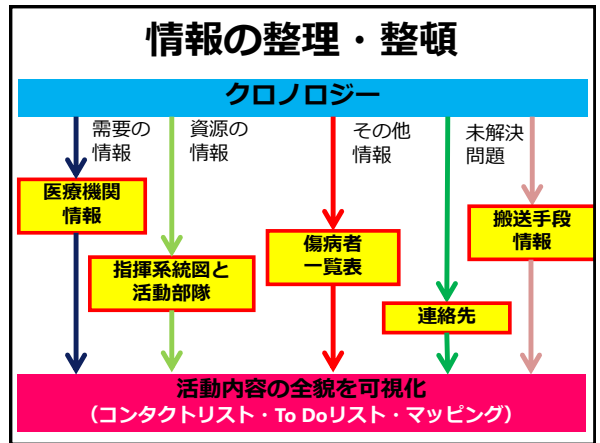 情報の整理・整頓
クロノロジー
需要の
情報
資源の
情報
その他
情報
未解決
問題
医療機関
情報
指揮系統図と
活動部隊
傷病者
一覧表
連絡先
搬送手段
情報
活動内容の全貌を可視化
（コンタクトリスト・To Doリスト・マッピング）